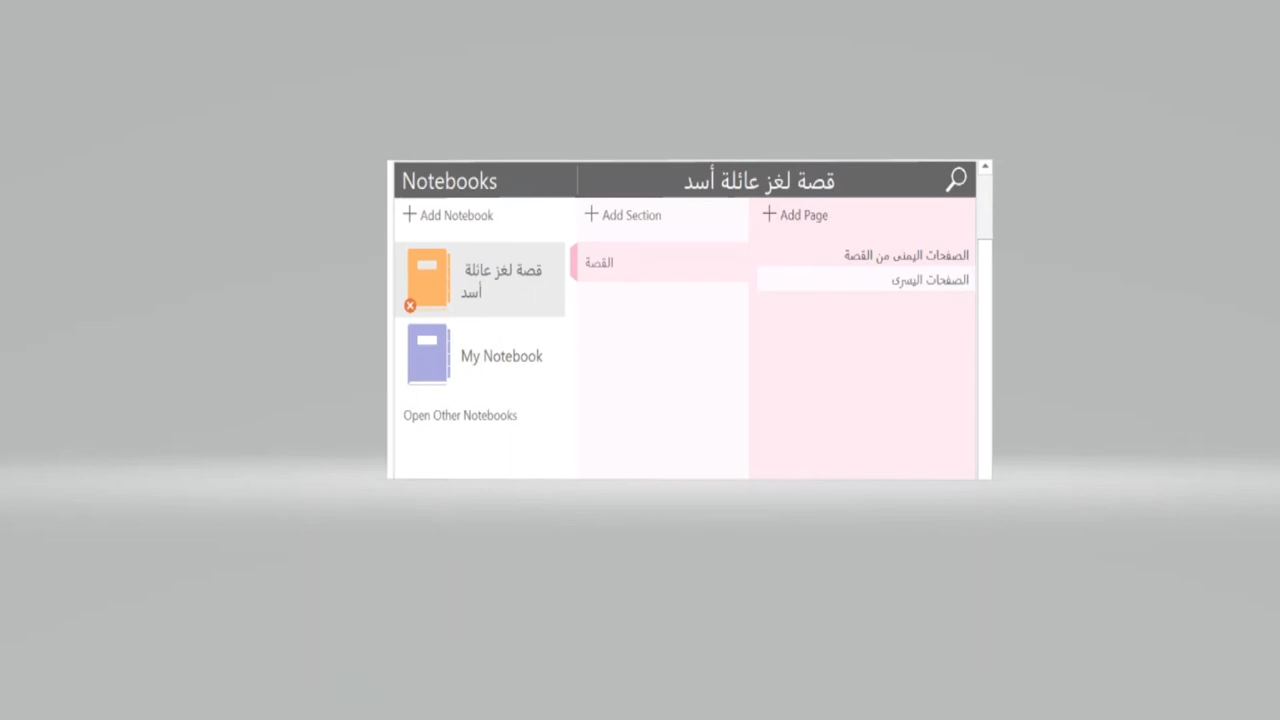 Notebooks
قصة لغز عائلة أسد
Add Notebook
Add Section
Add Page
قصة لغز عائلة
أسد
القصة
الصفحات اليمنى من القصة
الصفحات اليسرى
My Notebook
Open Other Notebooks